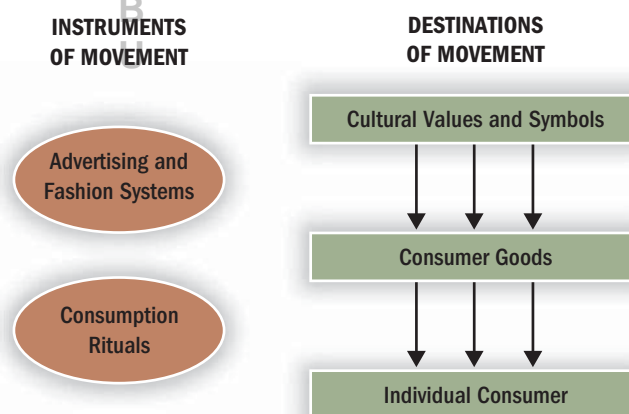 INSTRUMENTS
OF MOVEMENT
Advertising and
Fashion Systems
Consumption
Rituals
DESTINATIONS
OF MOVEMENT
Cultural Values and Symbols
Consumer Goods
Individual Consumer